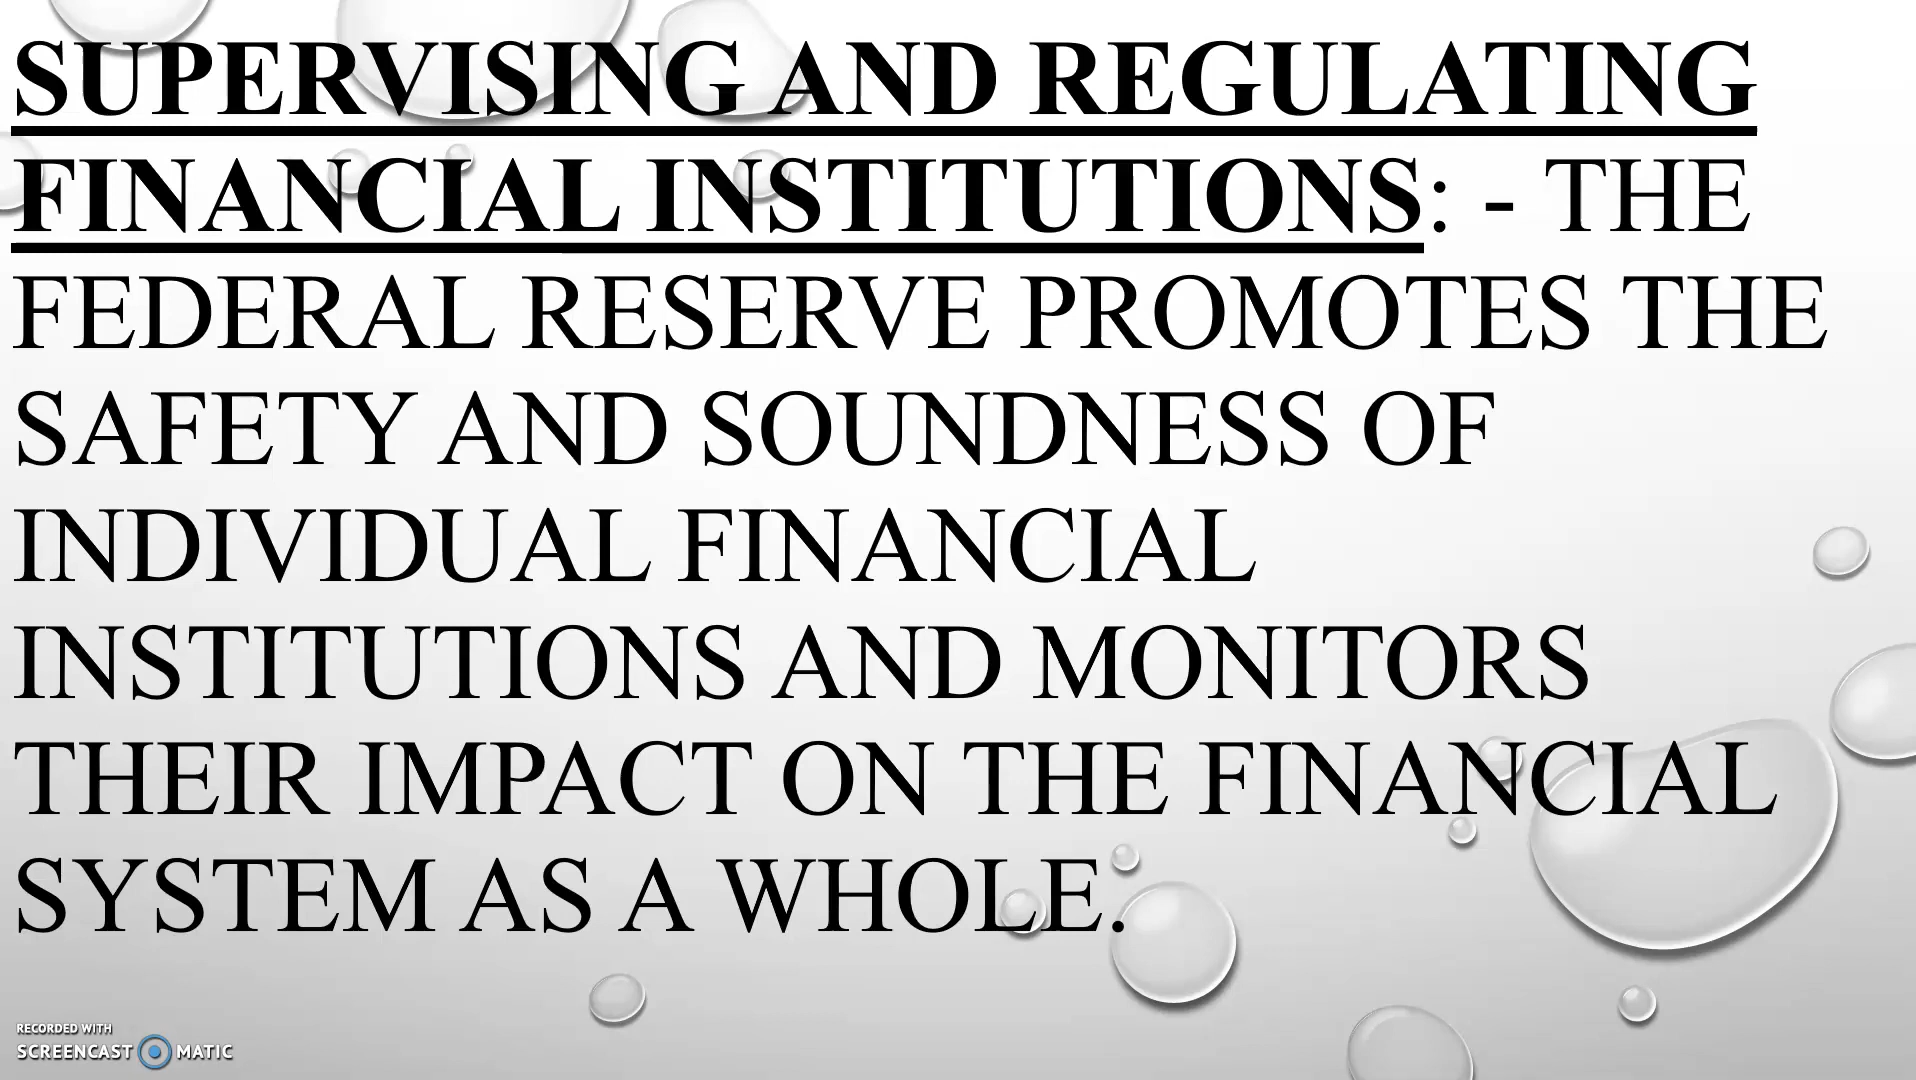 SUPERVISING AND REGULATING
FINANCIAL INSTITUTIONS: - THE
FEDERAL RESERVE PROMOTES THE
SAFETY AND SOUNDNESS OF
INDIVIDUAL FINANCIAL
INSTITUTIONS AND MONITORS
THEIR IMPACT ON THE FINANCIAL
SYSTEM AS A WHOLE.
RECORDED WITH
SCREENCAST MATIC